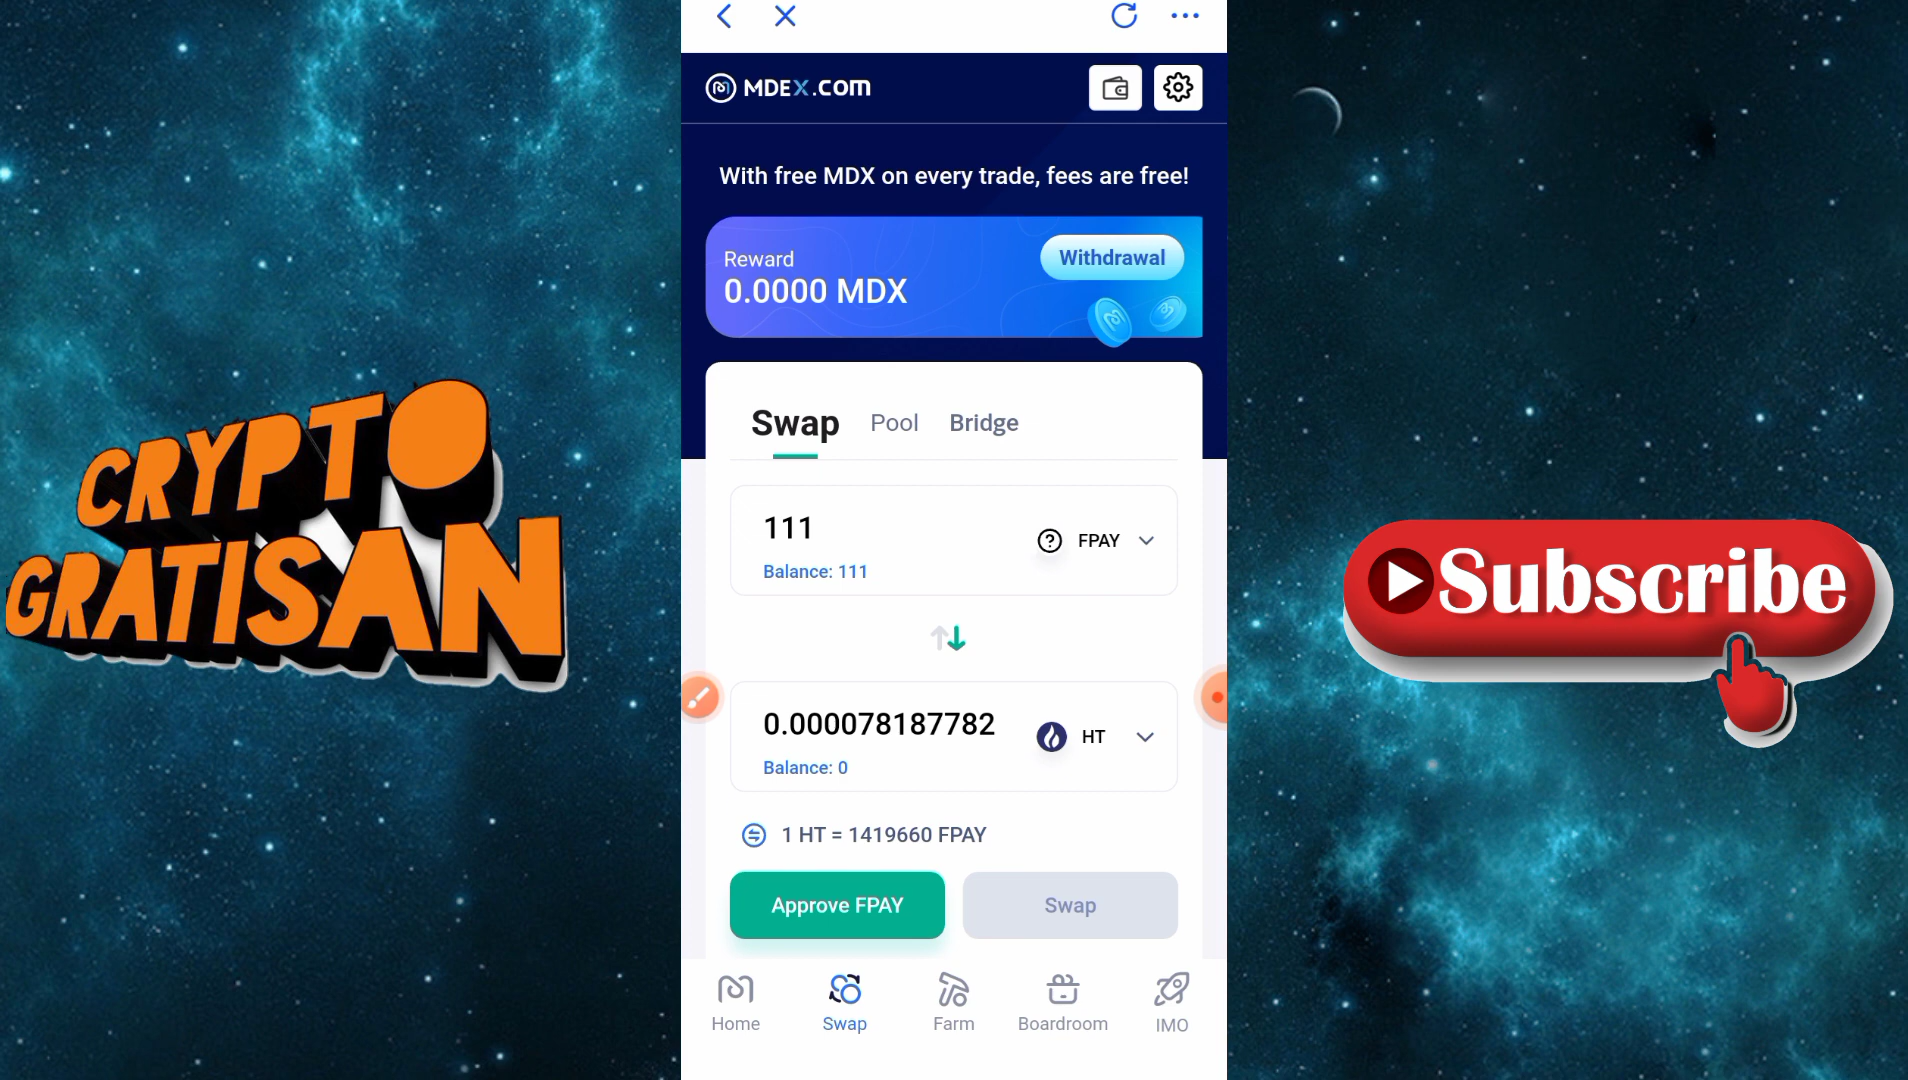 MDEX.COM
With free MDX on every trade, fees are free!
Reward
0.0000 MDX
Withdrawal
Swap Pool Bridge
111
FPAY
Balance: 111
0.000078187782
HT
Balance: 0
1 HT = 1419660 FPAY
Approve FPAY
Swap
Home Swap Farm Boardroom IMO
CRYPTO
GRATISAN
Subscribe